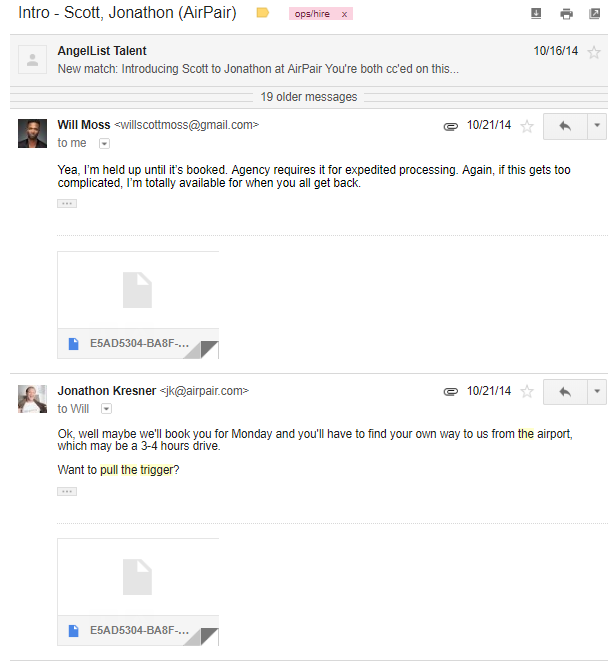 Intro - Scott, Jonathon (AirPair)
ops/hire x
AngelList Talent
10/16/14
New match: Introducing Scott to Jonathon at AirPair You're both cc'ed on this...
19 older messages
Will Moss <willscottmoss@gmail.com>
10/21/14
to me
Yea, I'm held up until it's booked. Agency requires it for expedited processing. Again, if this gets too
complicated, I'm totally available for when you all get back.
E5AD5304-BA8F-...
Jonathon Kresner <jk@airpair.com>
10/21/14
to Will
Ok, well maybe we'll book you for Monday and you'll have to find your own way to us from the airport,
which may be a 3-4 hours drive.
Want to pull the trigger?
E5AD5304-BA8F-...